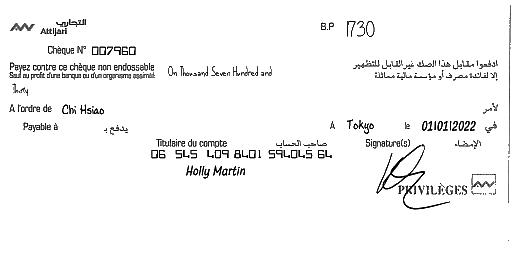 التجاري
Attijari
B.P 1730
Chèque N° 007960
Payez contre ce chèque non endossable
Sauf au profit d'une banque ou d'un organisme assimilé
On Thousand Seven Hundred and
Thirty
ادفعوا مقابل هذا الصك غير القابل للتظهير
إلا لفائدة مصرف أو مؤسسة مالية مماثلة
A l'ordre de Chi Hsiao لأمر
Payable à يدفع بـ
A Tokyo le 01/01/2022 في
Titulaire du compte صاحب الحساب
Signature(s) الإمضاء
06 545 409 8401 594045 64
Holly Martin
PRIVILÈGES